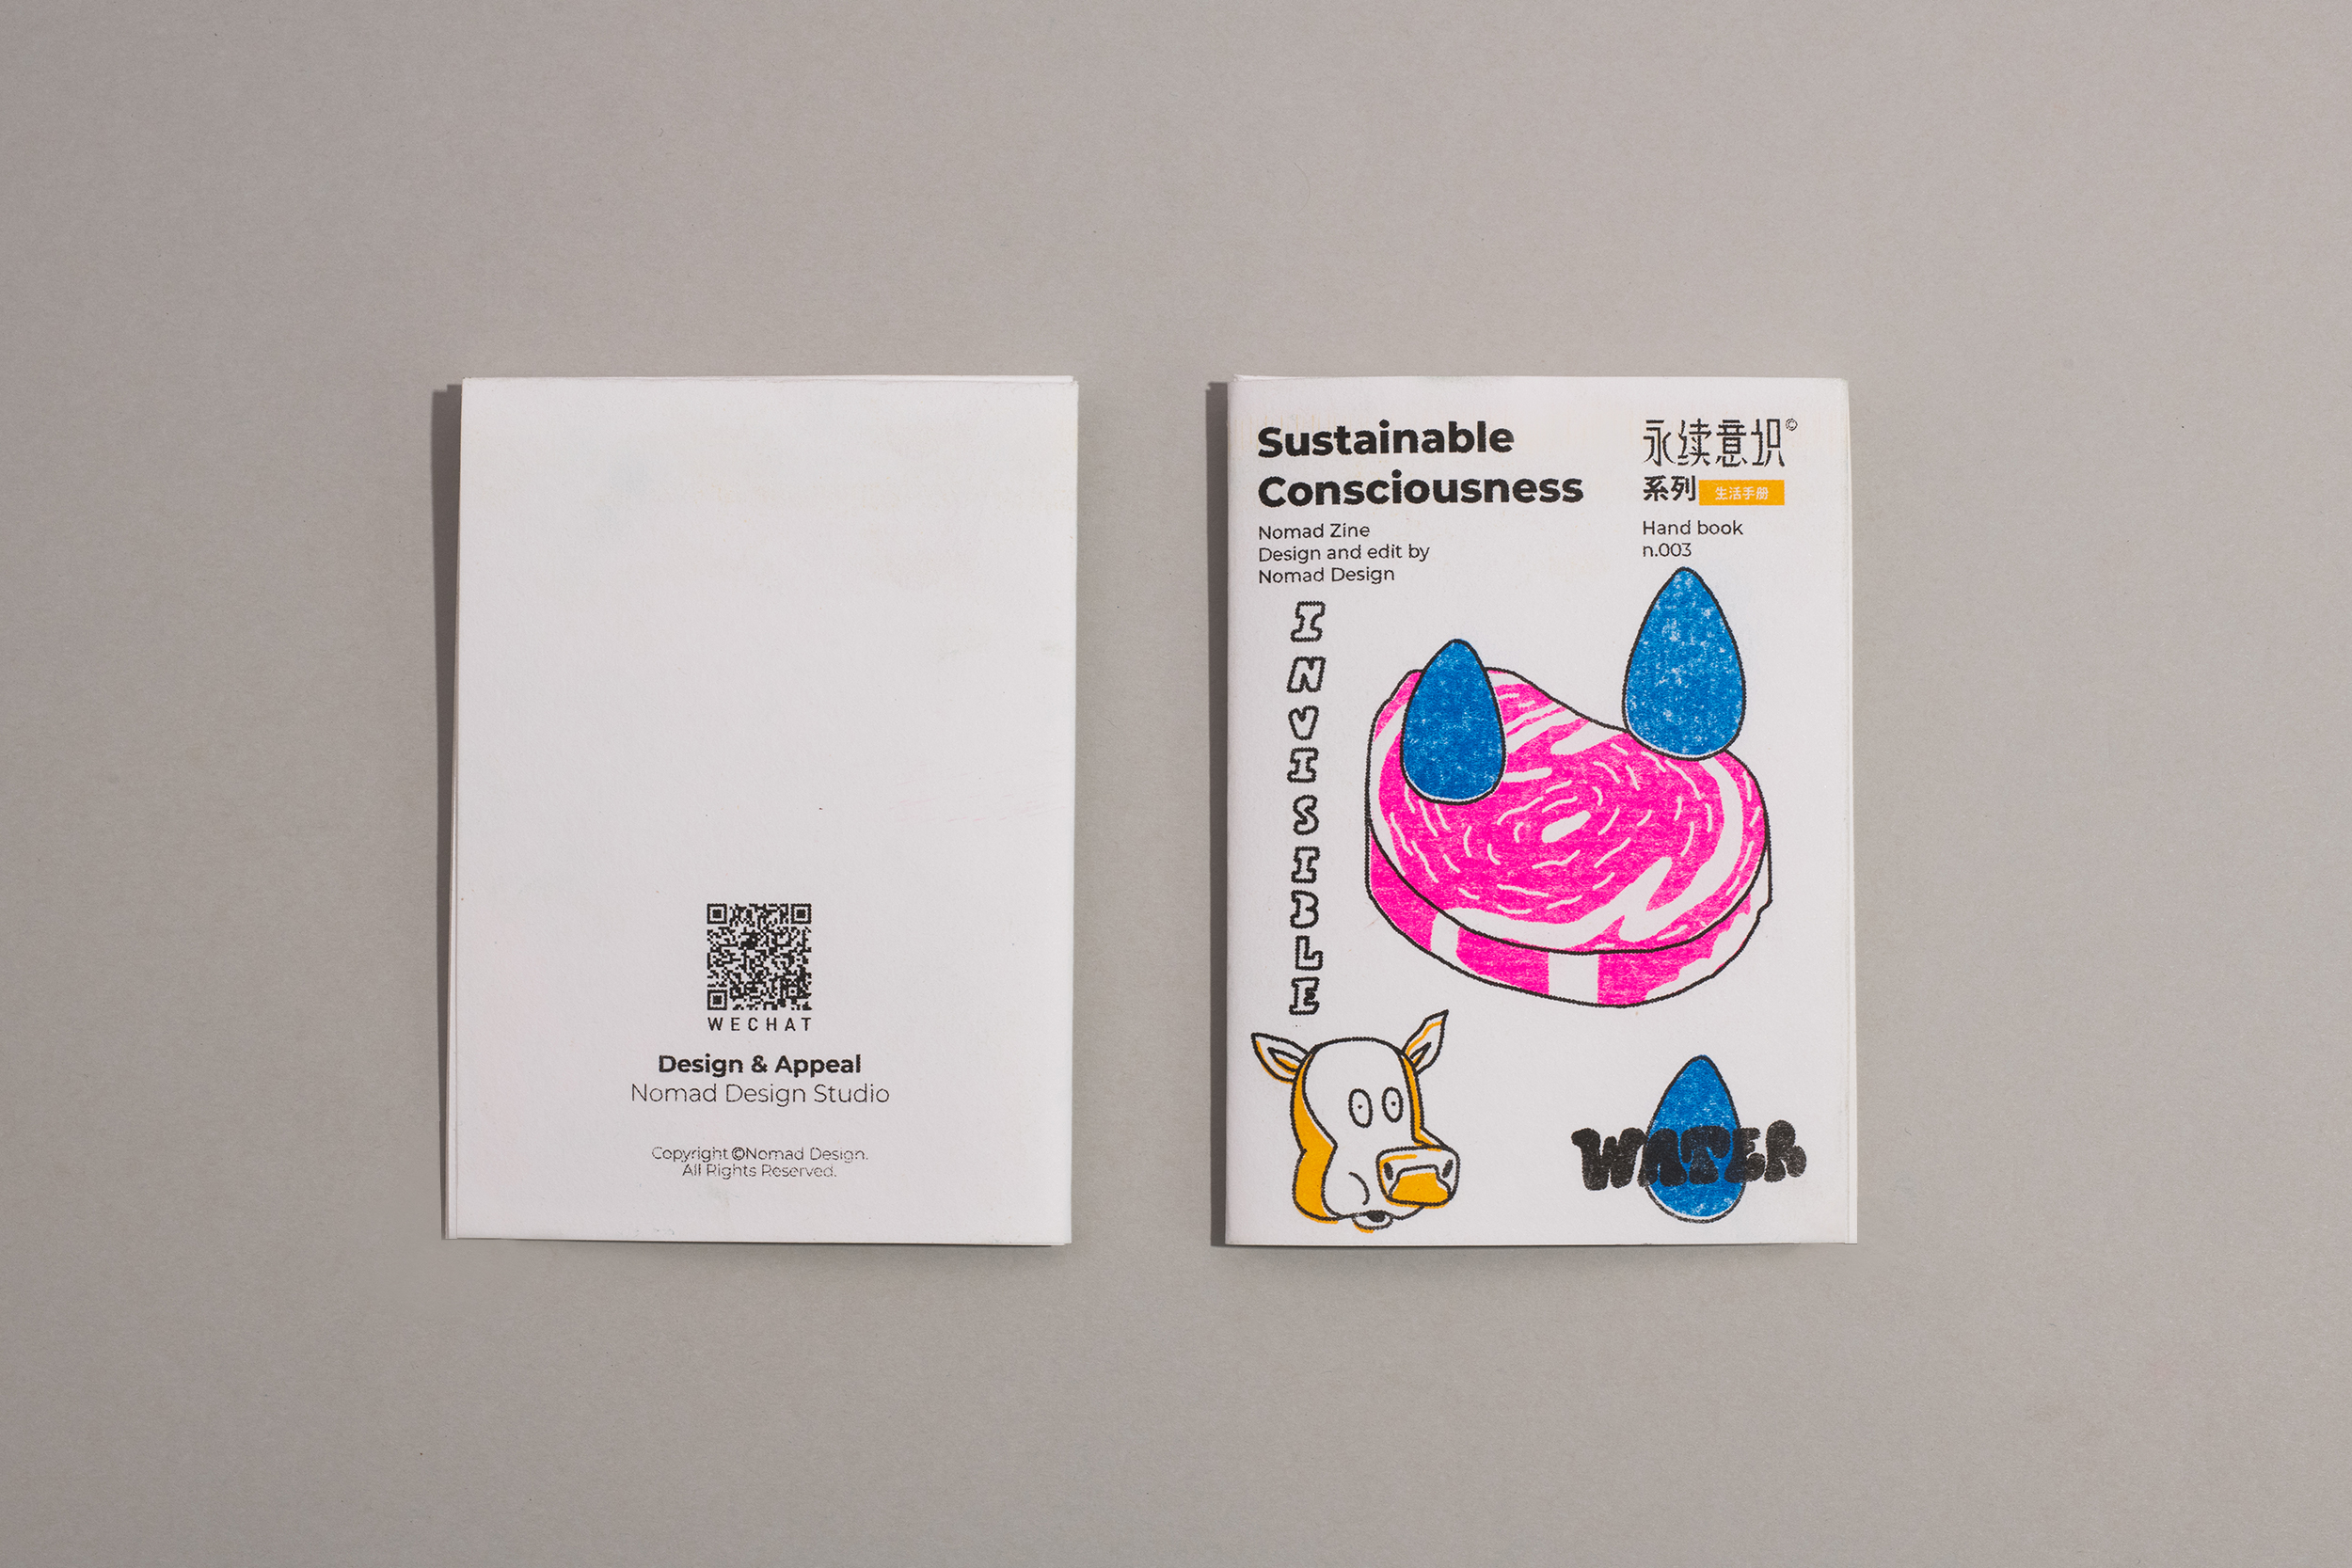 WECHAT
Design & Appeal
Nomad Design Studio
Copyright ©Nomad Design.
All Rights Reserved.
Sustainable
Consciousness
Nomad Zine
Design and edit by
Nomad Design
永续意识©
系列 生活手册
Hand book
n.003
INVISIBLE
WATER